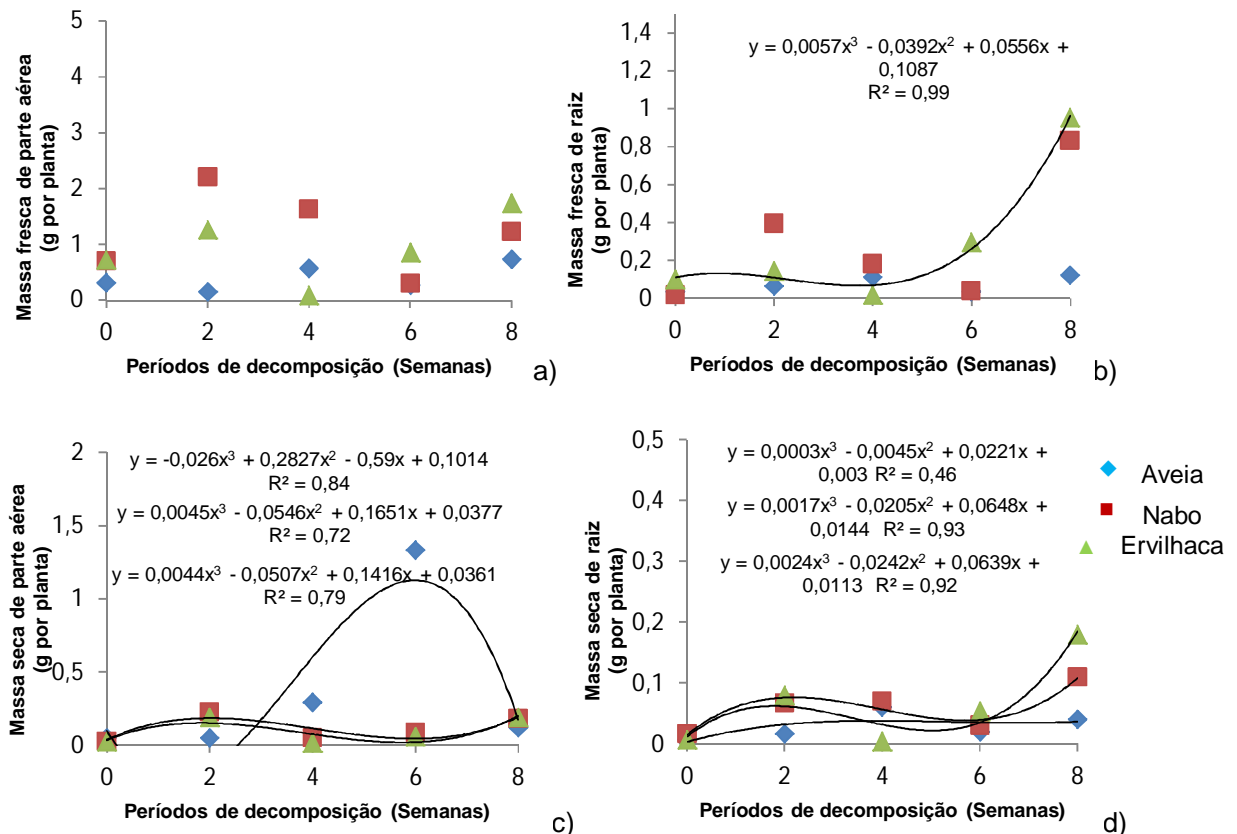 5
4
3
2
1
0
0
2
4
6
8
Massa fresca de parte aérea
(g por planta)
Períodos de decomposição (Semanas)
a)
1,4
1,2
1
0,8
0,6
0,4
0,2
0
0
2
4
6
8
Massa fresca de raiz
(g por planta)
y = 0,0057x³ - 0,0392x² + 0,0556x +
0,1087
R² = 0,99
Períodos de decomposição (Semanas)
b)
2
1,5
1
0,5
0
0
2
4
6
8
Massa seca de parte aérea
(g por planta)
y = -0,026x³ + 0,2827x² - 0,59x + 0,1014
R² = 0,84
y = 0,0045x³ - 0,0546x² + 0,1651x + 0,0377
R² = 0,72
y = 0,0044x³ - 0,0507x² + 0,1416x + 0,0361
R² = 0,79
Períodos de decomposição (Semanas)
c)
0,5
0,4
0,3
0,2
0,1
0
0
2
4
6
8
Massa seca de raiz
(g por planta)
y = 0,0003x³ - 0,0045x² + 0,0221x +
0,003 R² = 0,46
y = 0,0017x³ - 0,0205x² + 0,0648x +
0,0144 R² = 0,93
y = 0,0024x³ - 0,0242x² + 0,0639x +
0,0113 R² = 0,92
Períodos de decomposição (Semanas)
d)
Aveia
Nabo
Ervilhaca